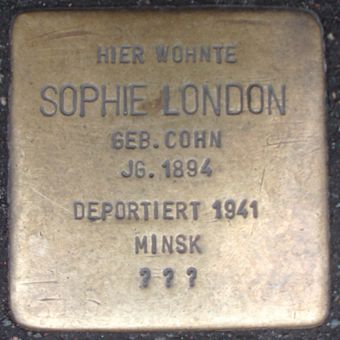 HIER WOHNTE
SOPHIE LONDON
GEB. COHN
JG. 1894
DEPORTIERT 1941
MINSK
? ? ?